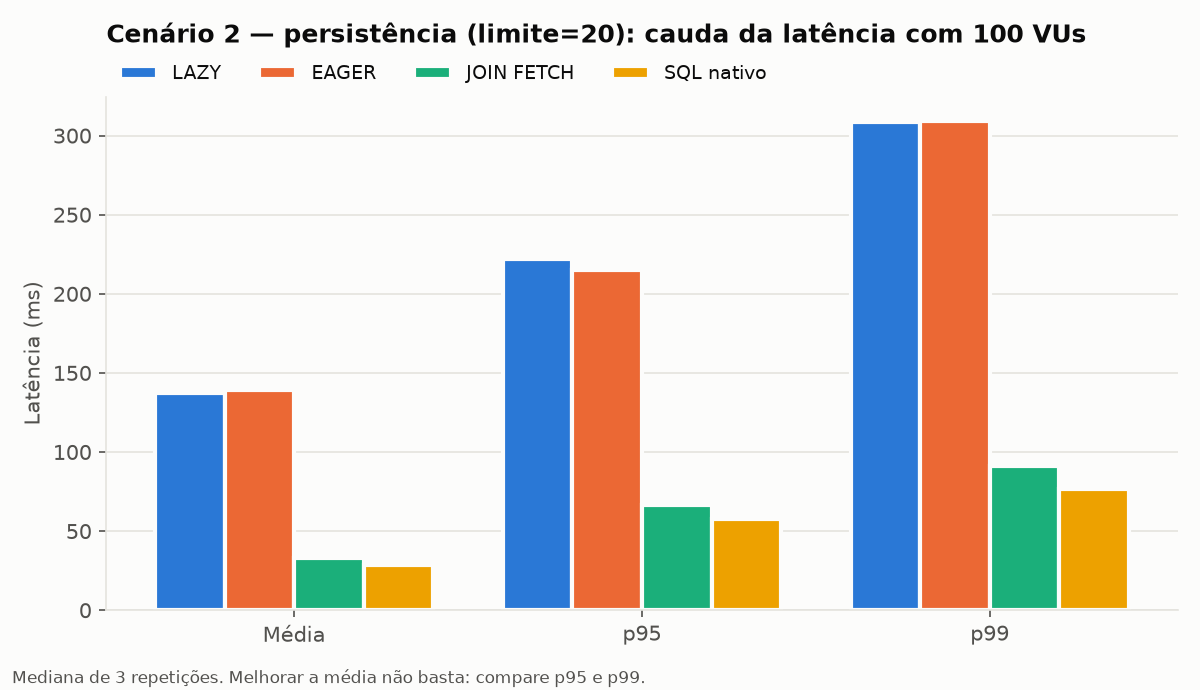 Cenário 2 — persistência (limite=20): cauda da latência com 100 VUs
LAZY EAGER JOIN FETCH SQL nativo
Latência (ms)
300
250
200
150
100
50
0
Média p95 p99
Mediana de 3 repetições. Melhorar a média não basta: compare p95 e p99.